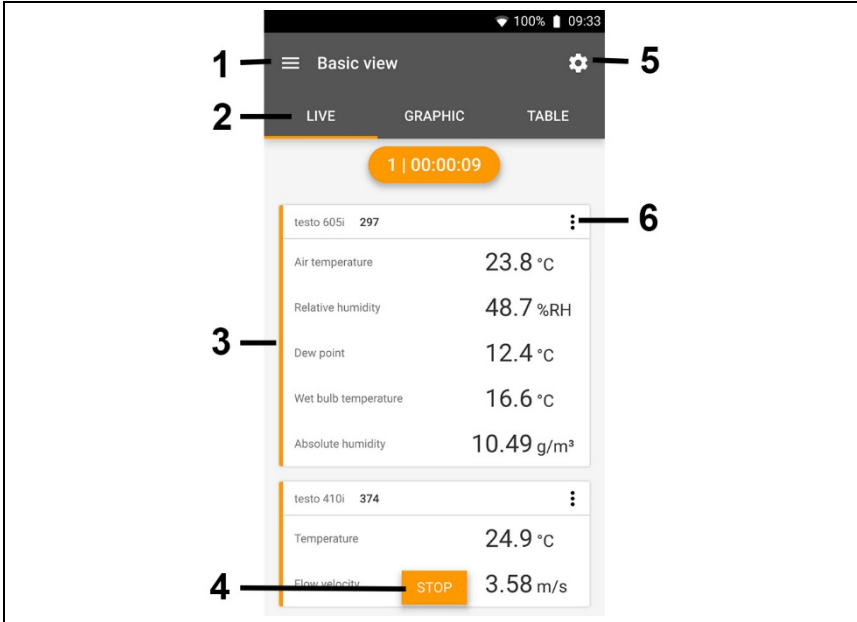 100% 09:33
1 Basic view 5
2 LIVE GRAPHIC TABLE
1 | 00:00:09
testo 605i 297 6
Air temperature 23.8 °C
Relative humidity 48.7 %RH
3
Dew point 12.4 °C
Wet bulb temperature 16.6 °C
Absolute humidity 10.49 g/m³
testo 410i 374
Temperature 24.9 °C
4 Flow velocity STOP 3.58 m/s